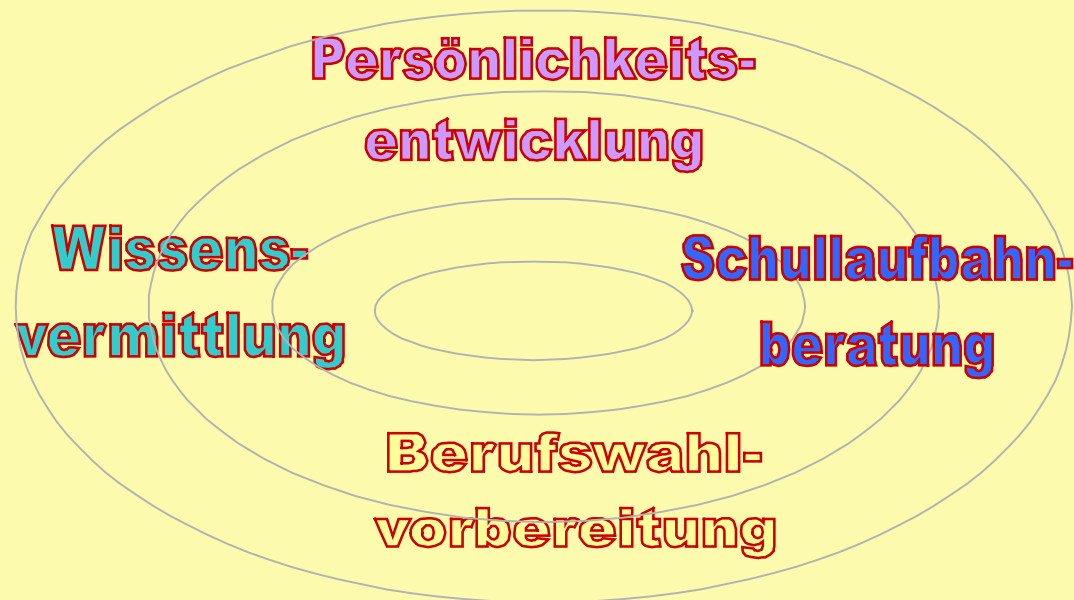 Persönlichkeits-
entwicklung
Wissens-
vermittlung
Schullaufbahn-
beratung
Berufswahl-
vorbereitung